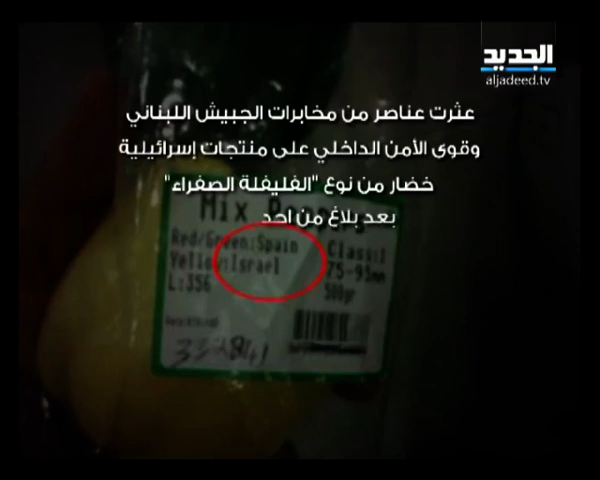 الجديد
aljadeed.tv
عثرت عناصر من مخابرات الجيش اللبناني
وقوى الأمن الداخلي على منتجات إسرائيلية
خضار من نوع "الفليفلة الصفراء"
بعد بلاغ من احد
Mix
Red/Green:Spain
Class:1
Yellow:Israel
75-95mm
L:356
500gr